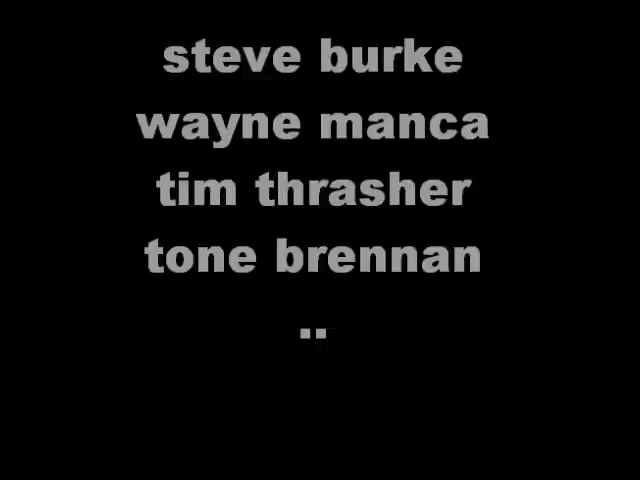 steve burke
wayne manca
tim thrasher
tone brennan
..